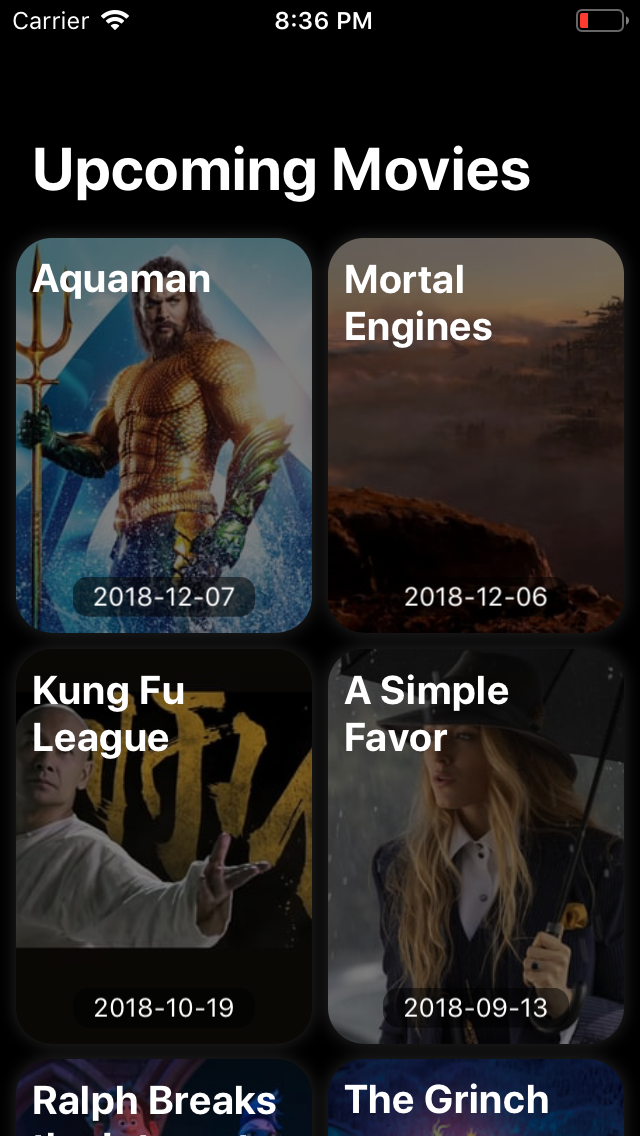 Carrier
8:36 PM
Upcoming Movies
Aquaman
2018-12-07
Mortal
Engines
2018-12-06
Kung Fu
League
2018-10-19
A Simple
Favor
2018-09-13
Ralph Breaks
The Grinch